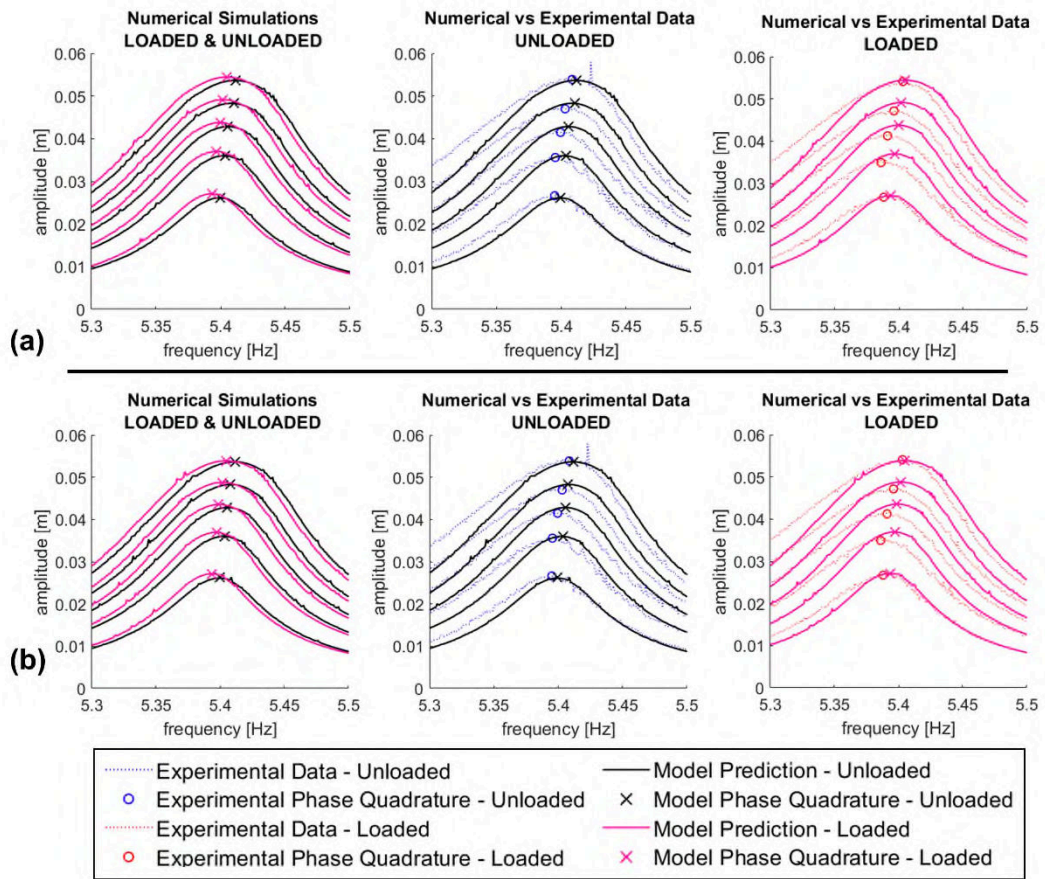 Numerical Simulations
LOADED & UNLOADED
Numerical vs Experimental Data
UNLOADED
Numerical vs Experimental Data
LOADED
0.06
0.05
0.04
0.03
0.02
0.01
0
amplitude [m]
5.3
5.35
5.4
5.45
5.5
frequency [Hz]
0.06
0.05
0.04
0.03
0.02
0.01
0
amplitude [m]
5.3
5.35
5.4
5.45
5.5
frequency [Hz]
0.06
0.05
0.04
0.03
0.02
0.01
0
amplitude [m]
5.3
5.35
5.4
5.45
5.5
frequency [Hz]
(a)
Numerical Simulations
LOADED & UNLOADED
Numerical vs Experimental Data
UNLOADED
Numerical vs Experimental Data
LOADED
0.06
0.05
0.04
0.03
0.02
0.01
0
amplitude [m]
5.3
5.35
5.4
5.45
5.5
frequency [Hz]
0.06
0.05
0.04
0.03
0.02
0.01
0
amplitude [m]
5.3
5.35
5.4
5.45
5.5
frequency [Hz]
0.06
0.05
0.04
0.03
0.02
0.01
0
amplitude [m]
5.3
5.35
5.4
5.45
5.5
frequency [Hz]
(b)
Experimental Data - Unloaded
Experimental Phase Quadrature - Unloaded
Experimental Data - Loaded
Experimental Phase Quadrature - Loaded
Model Prediction - Unloaded
Model Phase Quadrature - Unloaded
Model Prediction - Loaded
Model Phase Quadrature - Loaded